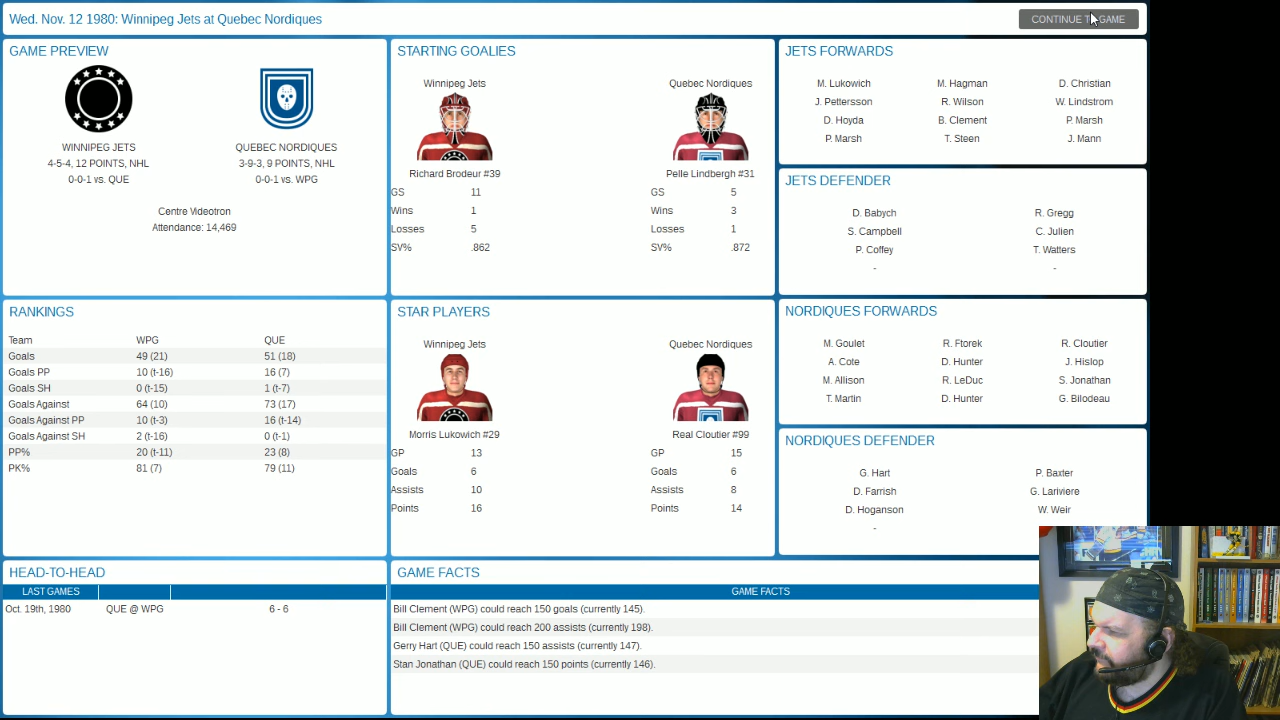 Wed. Nov. 12 1980: Winnipeg Jets at Quebec Nordiques
CONTINUE TO GAME
GAME PREVIEW
WINNIPEG JETS QUEBEC NORDIQUES
4-5-4, 12 POINTS, NHL 3-9-3, 9 POINTS, NHL
0-0-1 vs. QUE 0-0-1 vs. WPG
Centre Videotron
Attendance: 14,469
STARTING GOALIES
Winnipeg Jets Quebec Nordiques
Richard Brodeur #39 Pelle Lindbergh #31
GS 11 GS 5
Wins 1 Wins 3
Losses 5 Losses 1
SV% .862 SV% .872
JETS FORWARDS
M. Lukowich M. Hagman D. Christian
J. Pettersson R. Wilson W. Lindstrom
D. Hoyda B. Clement P. Marsh
P. Marsh T. Steen J. Mann
JETS DEFENDER
D. Babych R. Gregg
S. Campbell C. Julien
P. Coffey T. Watters
- -
RANKINGS
Team WPG QUE
Goals 49 (21) 51 (18)
Goals PP 10 (t-16) 16 (7)
Goals SH 0 (t-15) 1 (t-7)
Goals Against 64 (10) 73 (17)
Goals Against PP 10 (t-3) 16 (t-14)
Goals Against SH 2 (t-16) 0 (t-1)
PP% 20 (t-11) 23 (8)
PK% 81 (7) 79 (11)
STAR PLAYERS
Winnipeg Jets Quebec Nordiques
Morris Lukowich #29 Real Cloutier #99
GP 13 GP 15
Goals 6 Goals 6
Assists 10 Assists 8
Points 16 Points 14
NORDIQUES FORWARDS
M. Goulet R. Ftorek R. Cloutier
A. Cote D. Hunter J. Hislop
M. Allison R. LeDuc S. Jonathan
T. Martin D. Hunter G. Bilodeau
NORDIQUES DEFENDER
G. Hart P. Baxter
D. Farrish G. Lariviere
D. Hoganson W. Weir
-
HEAD-TO-HEAD
LAST GAMES
Oct. 19th, 1980 QUE @ WPG 6 - 6
GAME FACTS
GAME FACTS
Bill Clement (WPG) could reach 150 goals (currently 145).
Bill Clement (WPG) could reach 200 assists (currently 198).
Gerry Hart (QUE) could reach 150 assists (currently 147).
Stan Jonathan (QUE) could reach 150 points (currently 146).